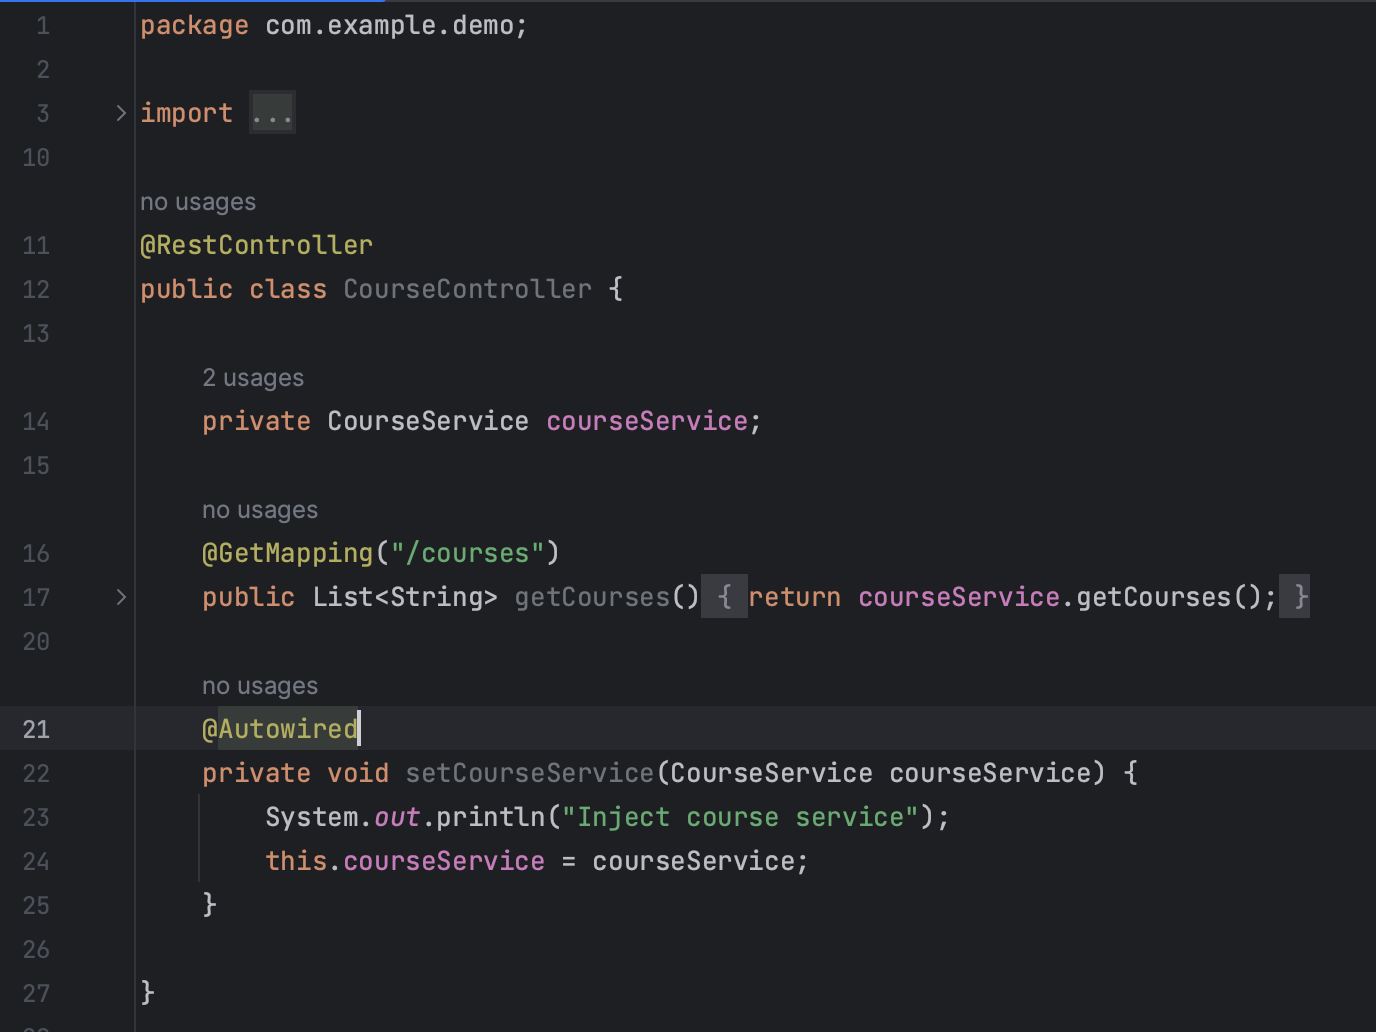 1 package com.example.demo;
2
3 import ...
10
no usages
11 @RestController
12 public class CourseController {
13
2 usages
14 private CourseService courseService;
15
no usages
16 @GetMapping("/courses")
17 public List<String> getCourses() { return courseService.getCourses(); }
20
no usages
21 @Autowired
22 private void setCourseService(CourseService courseService) {
23 System.out.println("Inject course service");
24 this.courseService = courseService;
25 }
26
27 }